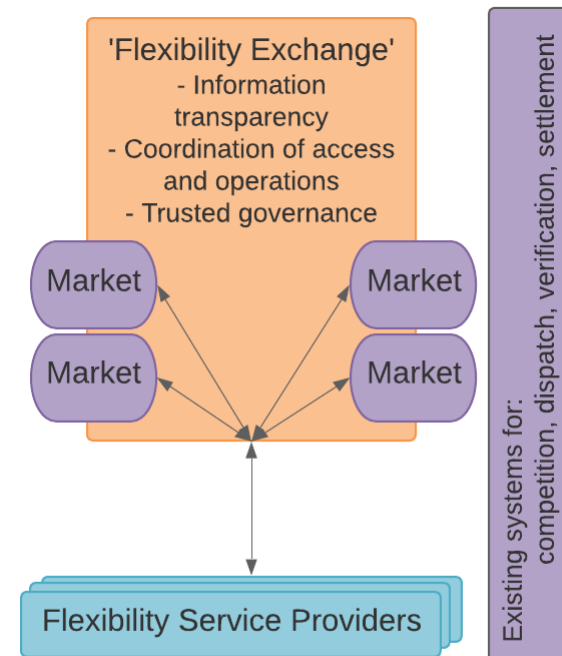 'Flexibility Exchange'
- Information
transparency
- Coordination of access
and operations
- Trusted governance
Market
Market
Market
Market
Flexibility Service Providers
Existing systems for:
competition, dispatch, verification, settlement